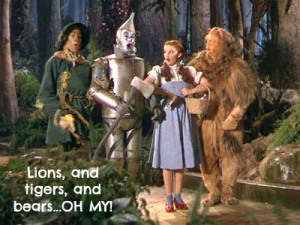 Lions, and
tigers, and
bears...OH MY!